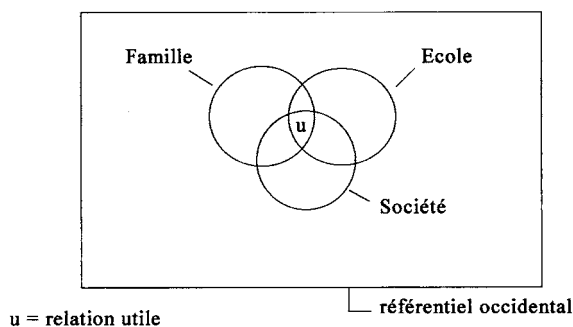 Famille
Ecole
u
Société
référentiel occidental
u = relation utile